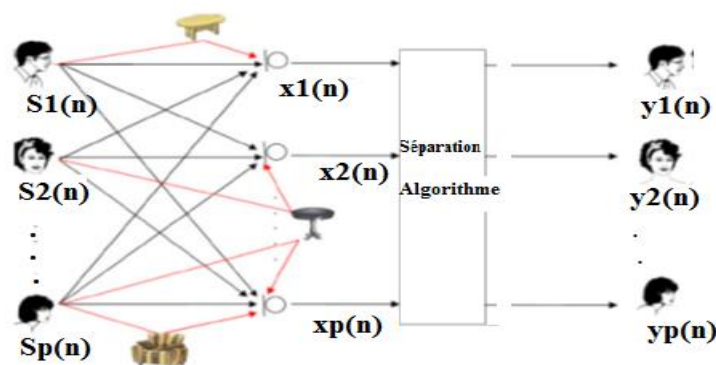 S1(n)
x1(n)
y1(n)
S2(n)
x2(n)
Séparation
Algorithme
y2(n)
Sp(n)
xp(n)
yp(n)